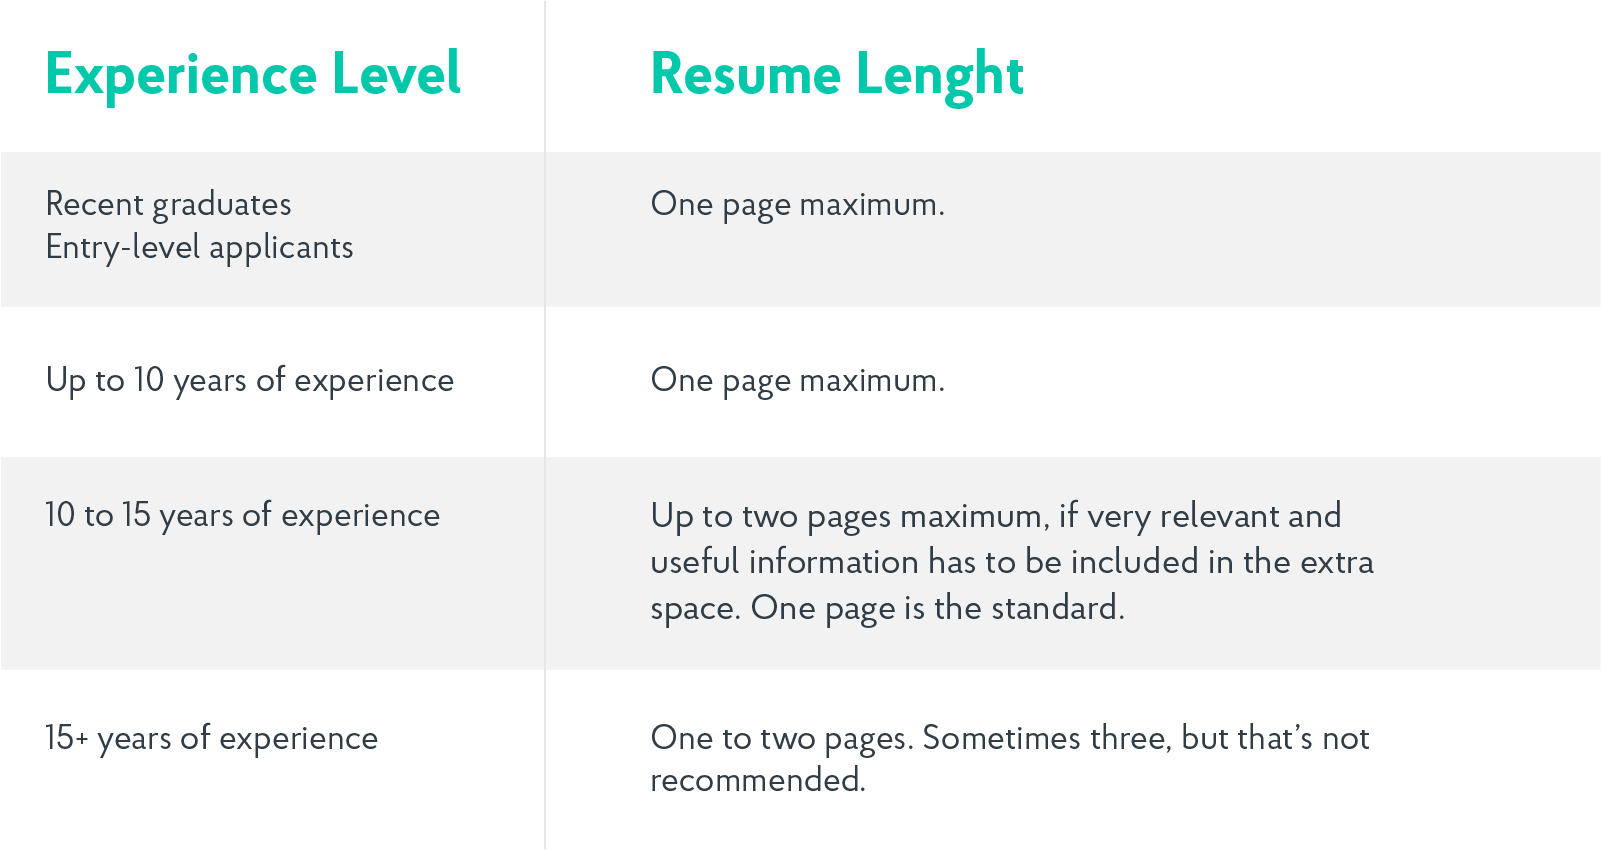 Experience Level
Resume Lenght
Recent graduates
Entry-level applicants
One page maximum.
Up to 10 years of experience
One page maximum.
10 to 15 years of experience
Up to two pages maximum, if very relevant and
useful information has to be included in the extra
space. One page is the standard.
15+ years of experience
One to two pages. Sometimes three, but that’s not
recommended.